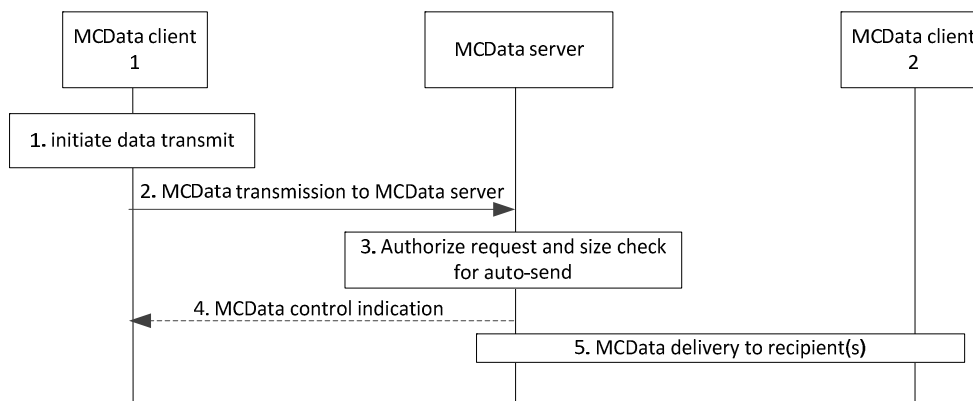 MCData client
1
MCData server
MCData client
2
1. initiate data transmit
2. MCData transmission to MCData server
3. Authorize request and size check
for auto-send
4. MCData control indication
5. MCData delivery to recipient(s)